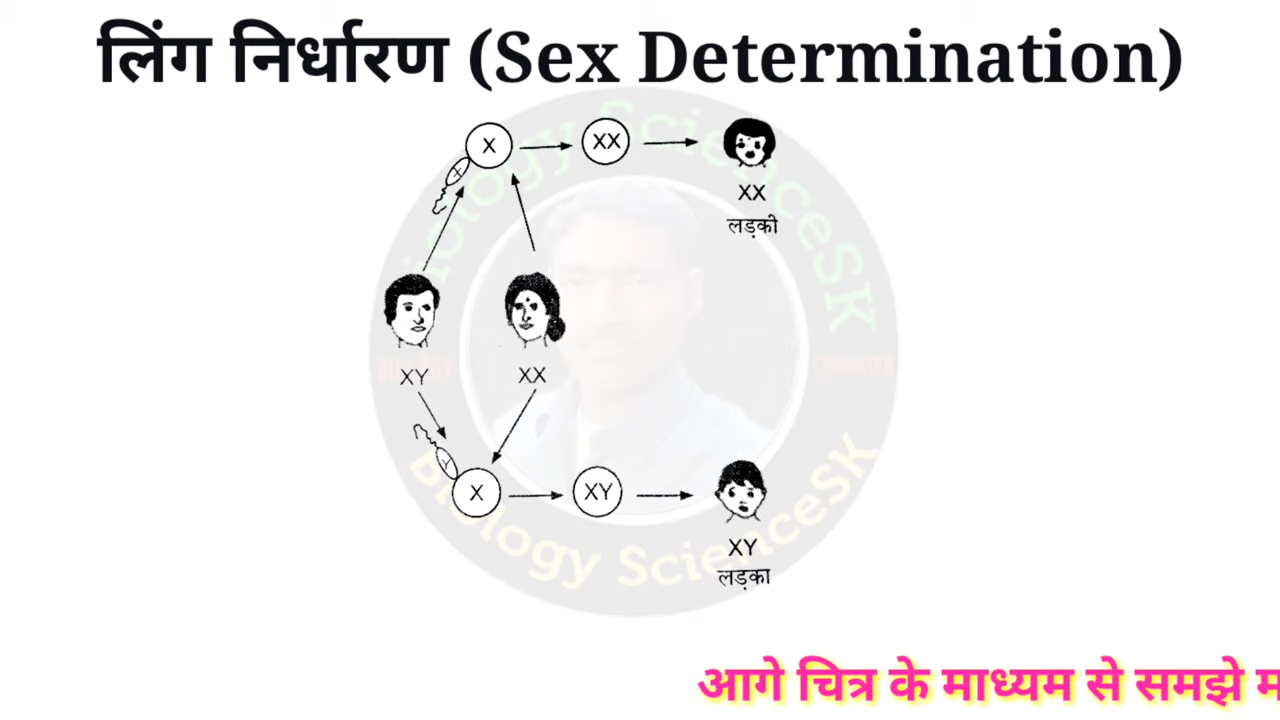 लिंग निर्धारण (Sex Determination)
X
XX
X
XX
लड़की
XY
XX
Y
X
XY
XY
लड़का
Biology ScienceSK
Biology ScienceSK
आगे चित्र के माध्यम से समझे